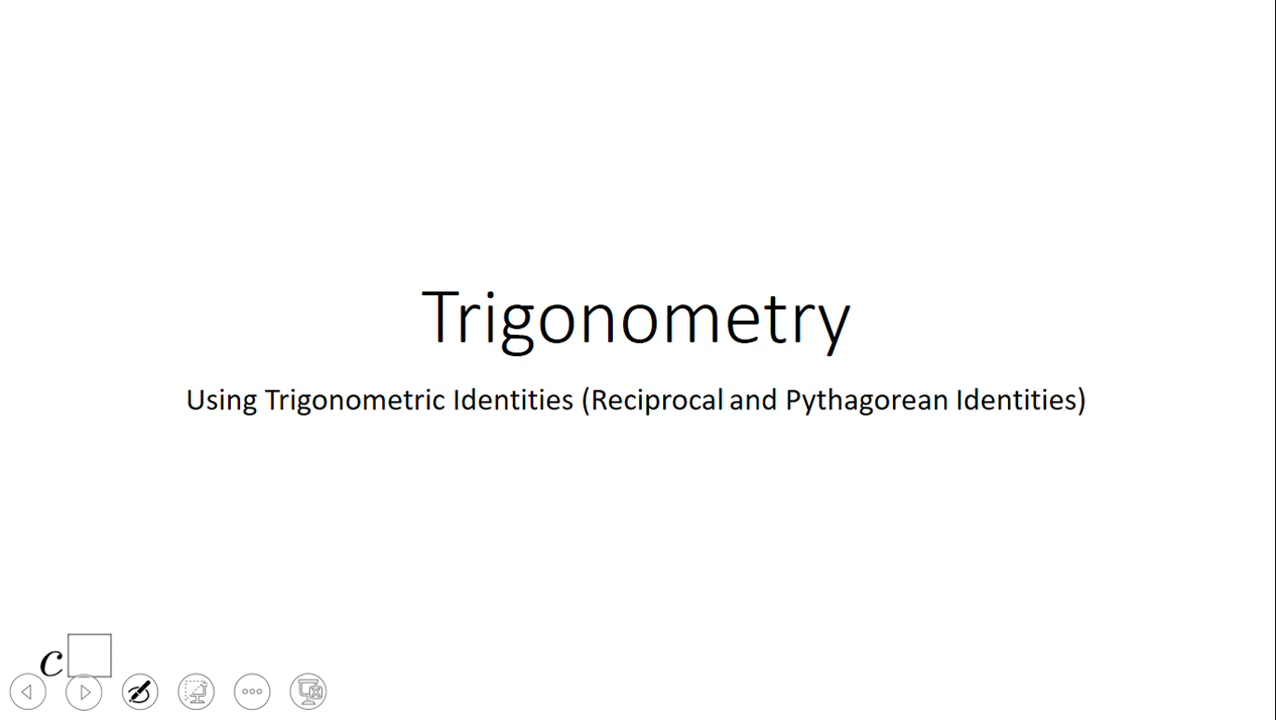 Trigonometry
Using Trigonometric Identities (Reciprocal and Pythagorean Identities)
c